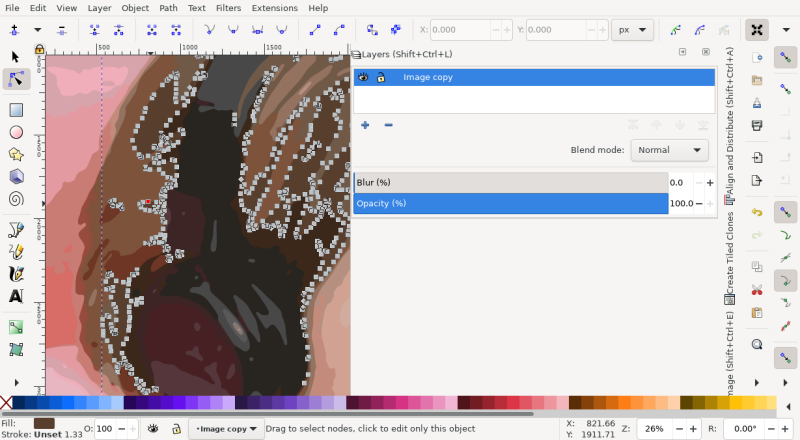 File Edit View Layer Object Path Text Filters Extensions Help
X: 0.000 Y: 0.000 px
500 1000 1500
Layers (Shift+Ctrl+L)
Image copy
Blend mode: Normal
Blur (%) 0.0
Opacity (%) 100.0
Align and Distribute (Shift+Ctrl+A)
Create Tiled Clones
mage (Shift+Ctrl+E)
Fill:
Stroke: Unset 1.33
O: 100
•Image copy
Drag to select nodes, click to edit only this object
X: 821.66
Y: 1911.71
Z: 26%
R: 0.00°